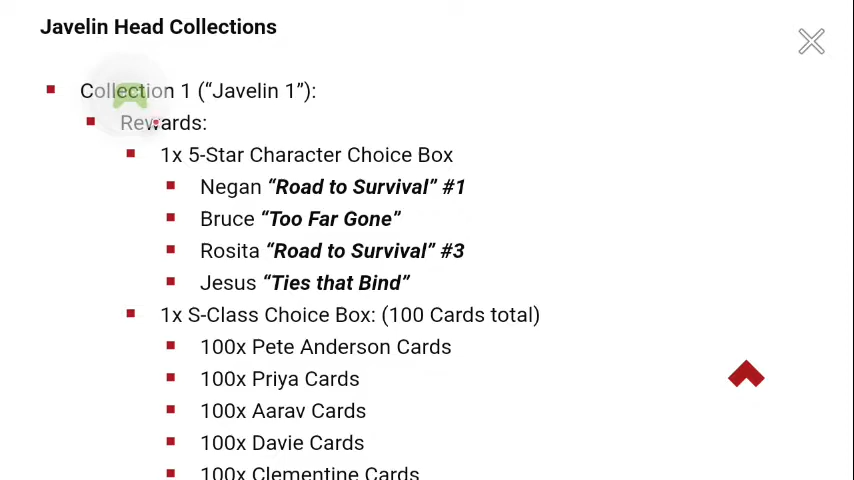 Javelin Head Collections
Collection 1 (“Javelin 1”):
Rewards:
1x 5-Star Character Choice Box
Negan “Road to Survival” #1
Bruce “Too Far Gone”
Rosita “Road to Survival” #3
Jesus “Ties that Bind”
1x S-Class Choice Box: (100 Cards total)
100x Pete Anderson Cards
100x Priya Cards
100x Aarav Cards
100x Davie Cards
100x Clementine Cards